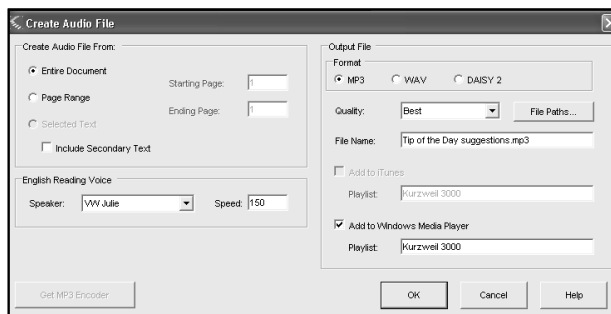 Create Audio File
Create Audio File From:
Entire Document
Page Range
Starting Page: 1
Ending Page: 1
Selected Text
Include Secondary Text
English Reading Voice
Speaker: VW Julie Speed: 150
Output File
Format
MP3 WAV DAISY 2
Quality: Best File Paths...
File Name: Tip of the Day suggestions.mp3
Add to iTunes
Playlist: Kurzweil 3000
Add to Windows Media Player
Playlist: Kurzweil 3000
Get MP3 Encoder OK Cancel Help